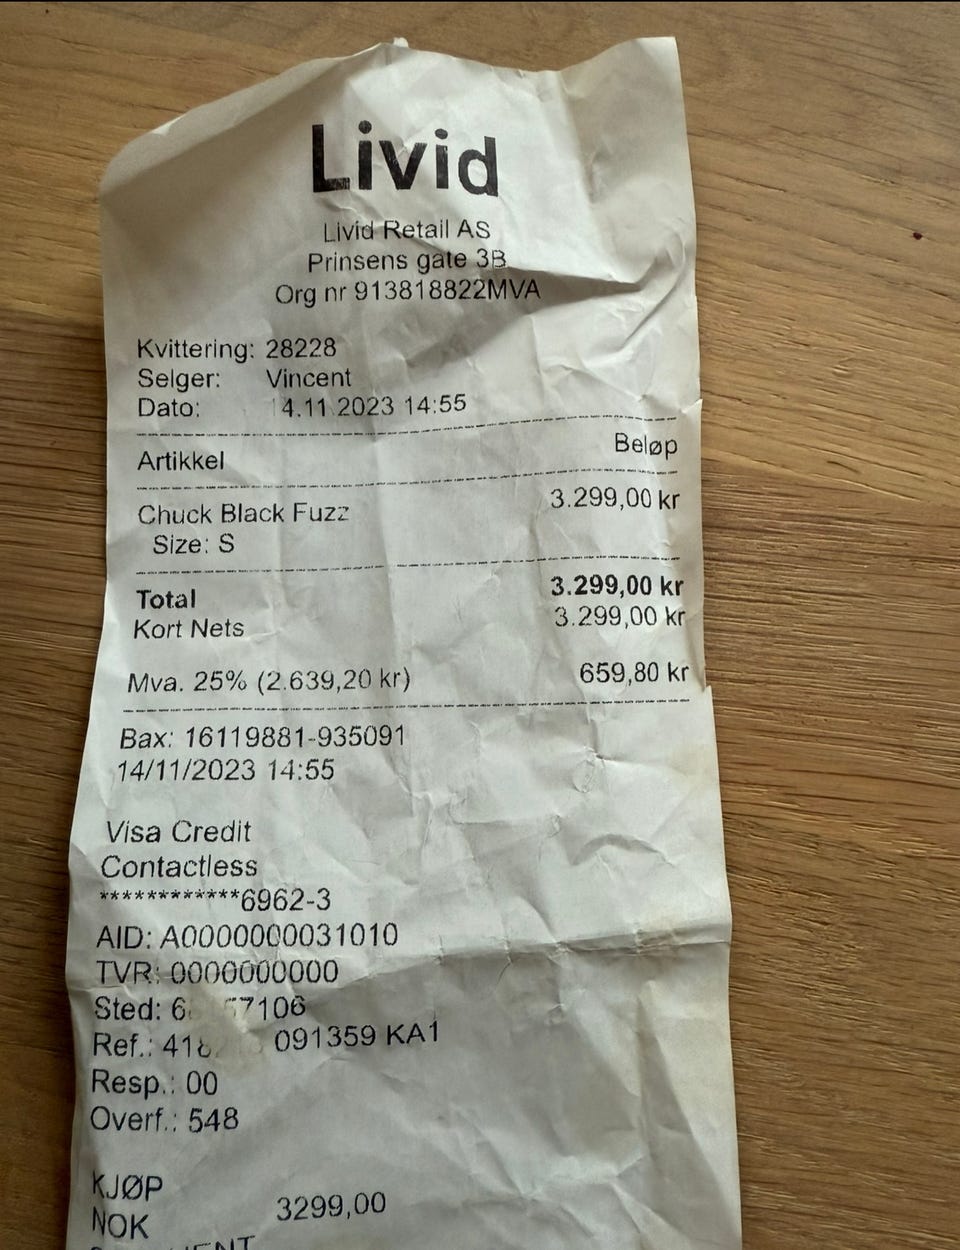 Livid
Livid Retail AS
Prinsens gate 3B
Org nr 913818822MVA
Kvittering: 28228
Selger: Vincent
Dato: 4.11.2023 14:55
Artikkel Beløp
Chuck Black Fuzz 3.299,00 kr
Size: S
Total 3.299,00 kr
Kort Nets 3.299,00 kr
Mva. 25% (2.639,20 kr) 659,80 kr
Bax: 16119881-935091
14/11/2023 14:55
Visa Credit
Contactless
************6962-3
AID: A0000000031010
TVR: 0000000000
Sted:
Ref.: 091359 KA1
Resp.: 00
Overf.: 548
KJØP
NOK 3299,00